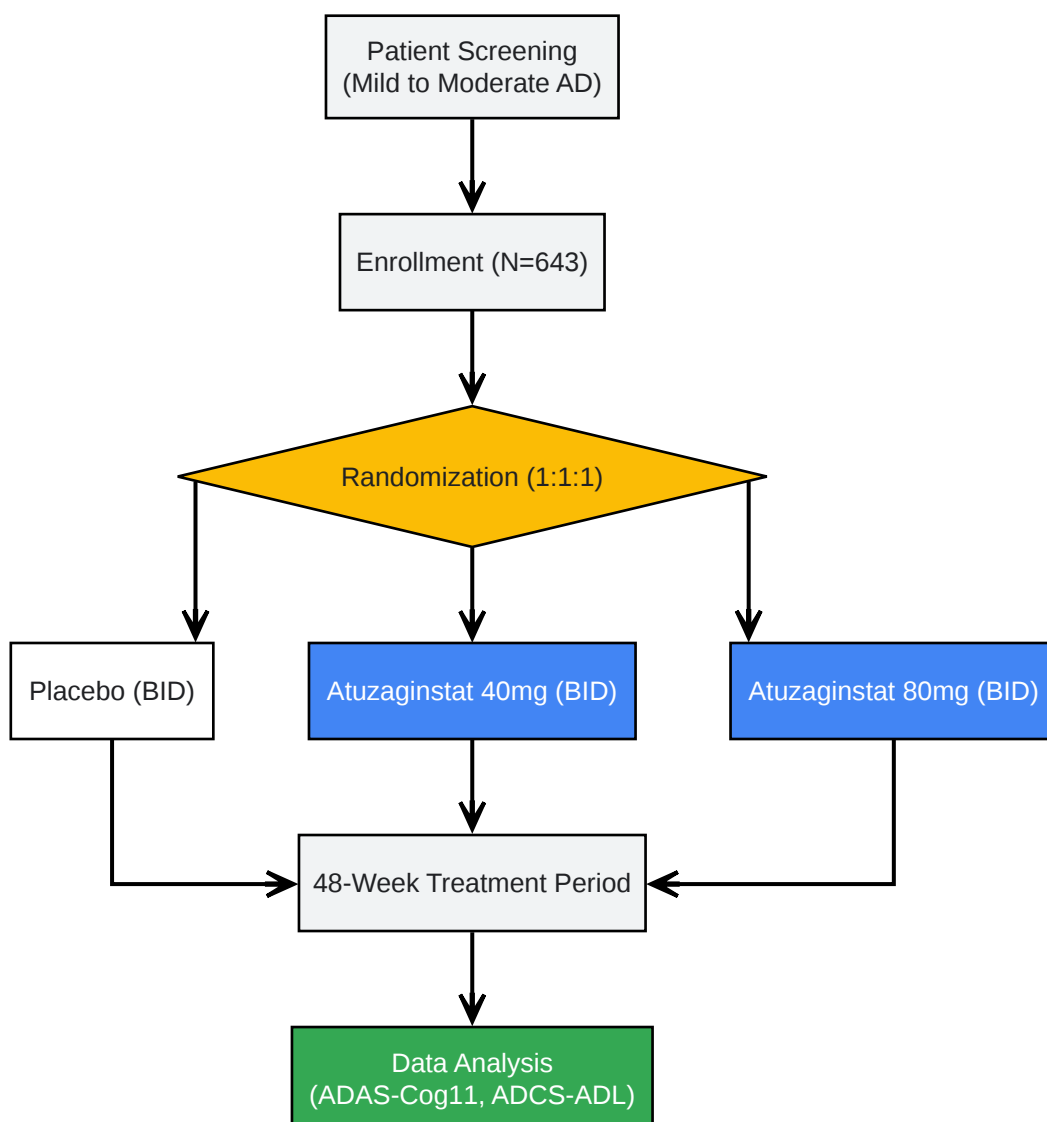 Patient Screening
(Mild to Moderate AD)
Enrollment (N=643)
Randomization (1:1:1)
Placebo (BID)
Atuzaginstat 40mg (BID)
Atuzaginstat 80mg (BID)
48-Week Treatment Period
Data Analysis
(ADAS-Cog11, ADCS-ADL)